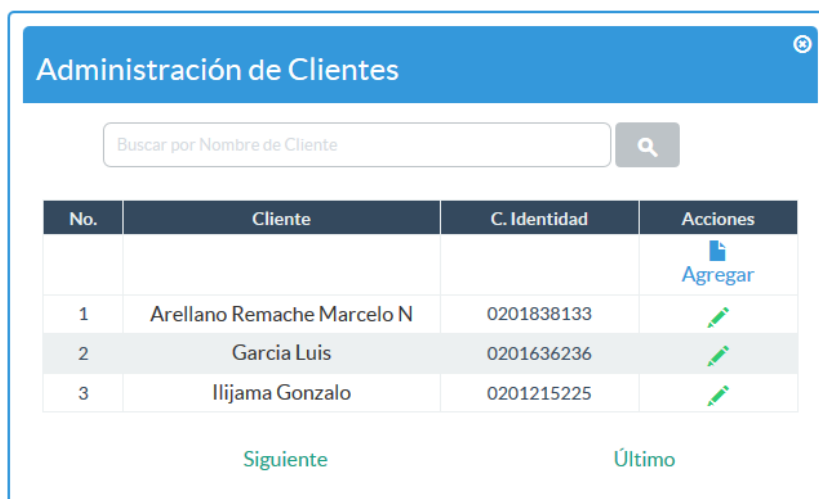 Administración de Clientes
Buscar por Nombre de Cliente
No. Cliente C. Identidad Acciones
Agregar
1 Arellano Remache Marcelo N 0201838133
2 Garcia Luis 0201636236
3 Ilijama Gonzalo 0201215225
Siguiente Último